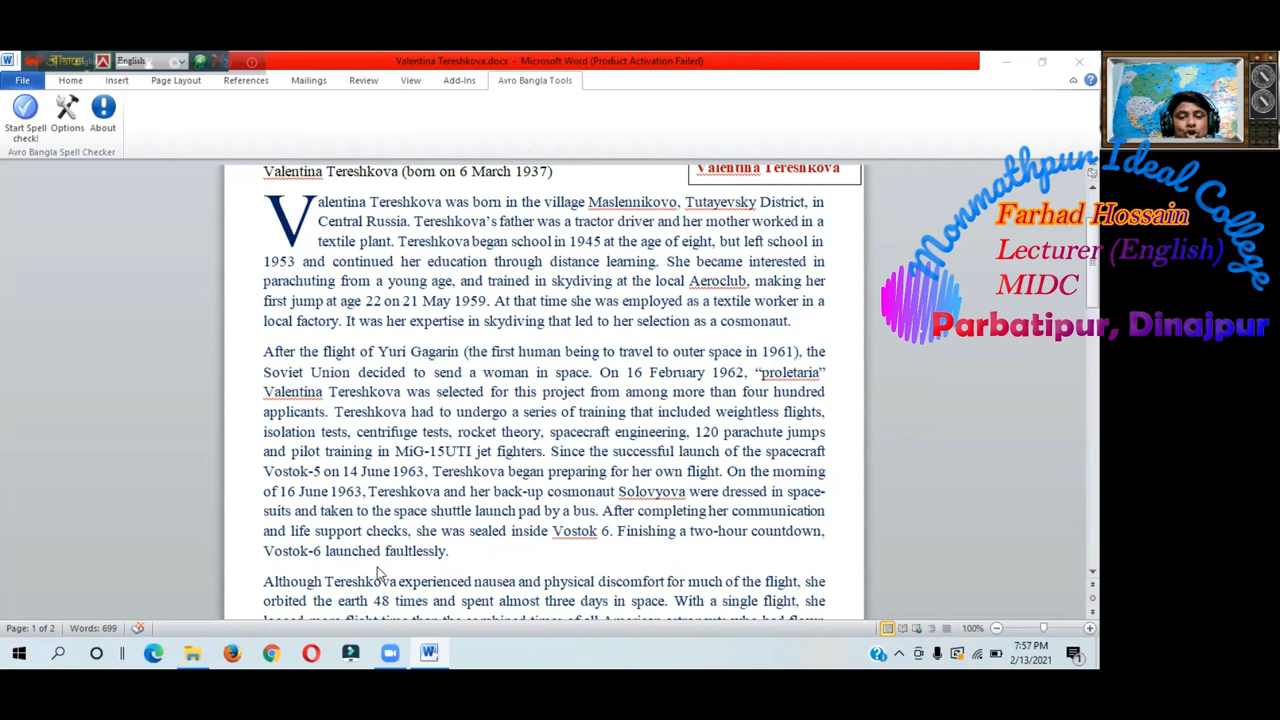 English
Valentina Tereshkova.docx - Microsoft Word (Product Activation Failed)
File Home Insert Page Layout References Mailings Review View Add-Ins Avro Bangla Tools
Start Spell check! Options About
Avro Bangla Spell Checker
Valentina Tereshkova (born on 6 March 1937)
Valentina Tereshkova
Valentina Tereshkova was born in the village Maslennikovo, Tutayevsky District, in
Central Russia. Tereshkova's father was a tractor driver and her mother worked in a
textile plant. Tereshkova began school in 1945 at the age of eight, but left school in
1953 and continued her education through distance learning. She became interested in
parachuting from a young age, and trained in skydiving at the local Aeroclub, making her
first jump at age 22 on 21 May 1959. At that time she was employed as a textile worker in a
local factory. It was her expertise in skydiving that led to her selection as a cosmonaut.
After the flight of Yuri Gagarin (the first human being to travel to outer space in 1961), the
Soviet Union decided to send a woman in space. On 16 February 1962, “proletaria”
Valentina Tereshkova was selected for this project from among more than four hundred
applicants. Tereshkova had to undergo a series of training that included weightless flights,
isolation tests, centrifuge tests, rocket theory, spacecraft engineering, 120 parachute jumps
and pilot training in MiG-15UTI jet fighters. Since the successful launch of the spacecraft
Vostok-5 on 14 June 1963, Tereshkova began preparing for her own flight. On the morning
of 16 June 1963, Tereshkova and her back-up cosmonaut Solovyova were dressed in space-
suits and taken to the space shuttle launch pad by a bus. After completing her communication
and life support checks, she was sealed inside Vostok 6. Finishing a two-hour countdown,
Vostok-6 launched faultlessly.
Although Tereshkova experienced nausea and physical discomfort for much of the flight, she
orbited the earth 48 times and spent almost three days in space. With a single flight, she
logged more flight time than the combined times of all American astronauts who had flown
Monmathpur Ideal College
Farhad Hossain
Lecturer (English)
MIDC
Parbatipur, Dinajpur
Page: 1 of 2 Words: 699
100%
7:57 PM
2/13/2021